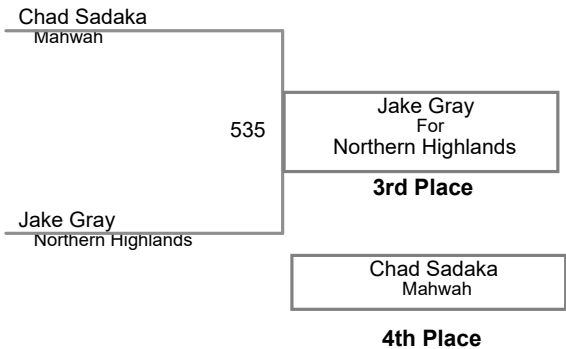 Chad Sadaka
Mahwah
535
Jake Gray
For
Northern Highlands
3rd Place
Jake Gray
Northern Highlands
Chad Sadaka
Mahwah
4th Place